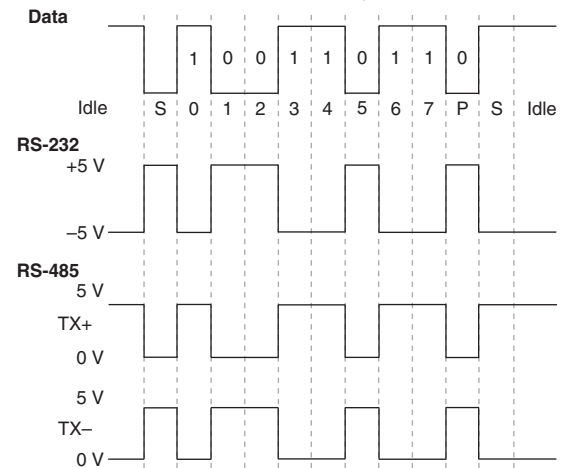 Data
1 0 0 1 1 0 1 1 0
Idle S 0 1 2 3 4 5 6 7 P S Idle
RS-232
+5 V
–5 V
RS-485
5 V
TX+
0 V
5 V
TX–
0 V